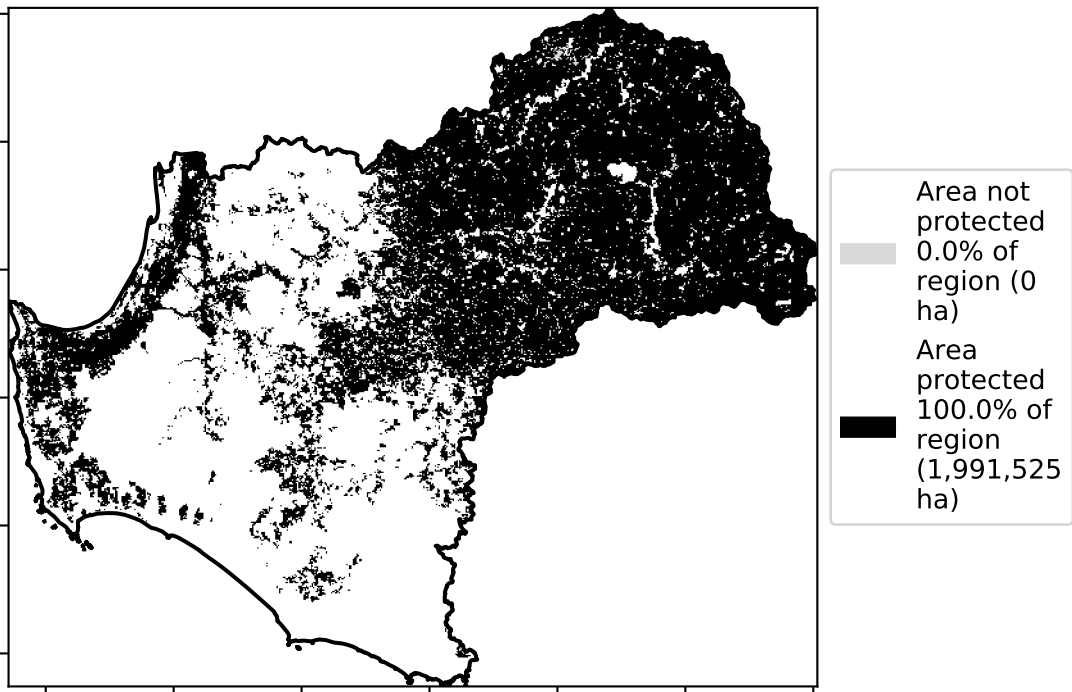 Area not
protected
0.0% of
region (0
ha)
Area
protected
100.0% of
region
(1,991,525
ha)